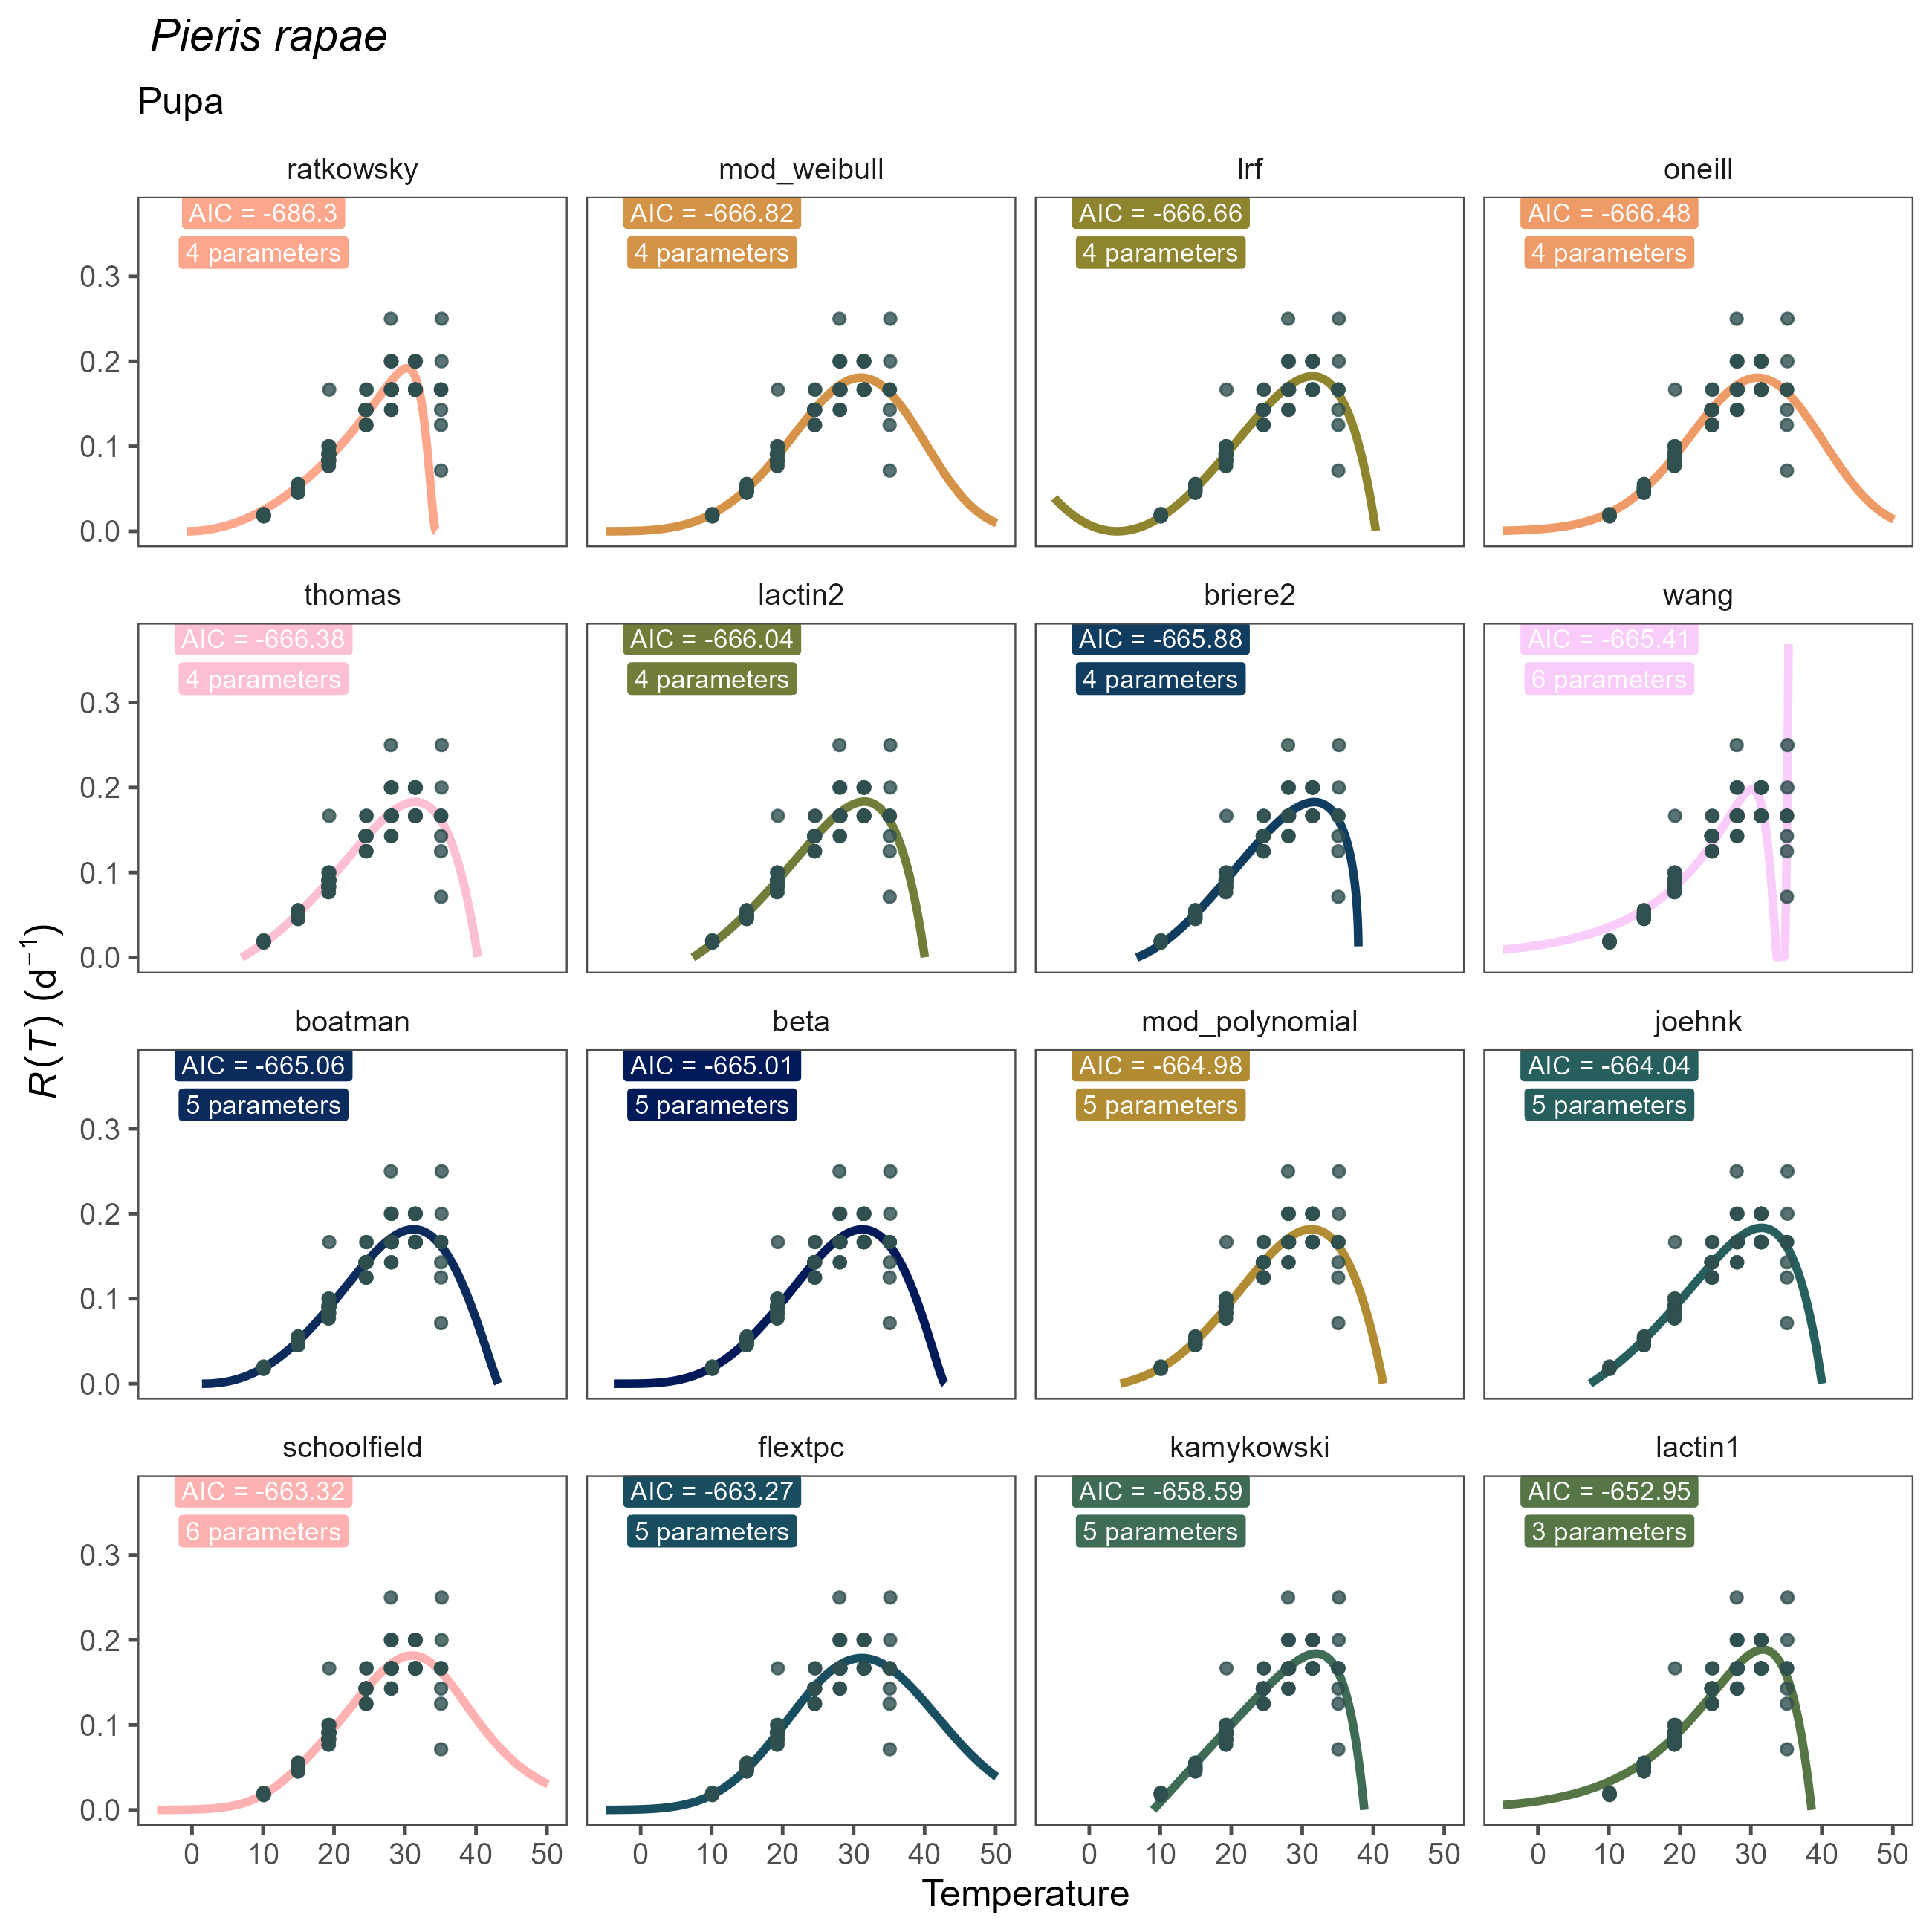 Pieris rapae
Pupa
ratkowsky mod_weibull lrf oneill
AIC = -686.3 AIC = -666.82 AIC = -666.66 AIC = -666.48
4 parameters 4 parameters 4 parameters 4 parameters
0.3
0.2
0.1
0.0
thomas lactin2 briere2 wang
AIC = -666.38 AIC = -666.04 AIC = -665.88 AIC = -665.41
4 parameters 4 parameters 4 parameters 6 parameters
0.3
0.2
0.1
0.0
R(T) (d⁻¹)
boatman beta mod_polynomial joehnk
AIC = -665.06 AIC = -665.01 AIC = -664.98 AIC = -664.04
5 parameters 5 parameters 5 parameters 5 parameters
0.3
0.2
0.1
0.0
schoolfield flextpc kamykowski lactin1
AIC = -663.32 AIC = -663.27 AIC = -658.59 AIC = -652.95
6 parameters 5 parameters 5 parameters 3 parameters
0.3
0.2
0.1
0.0
0 10 20 30 40 50 0 10 20 30 40 50 0 10 20 30 40 50 0 10 20 30 40 50
Temperature